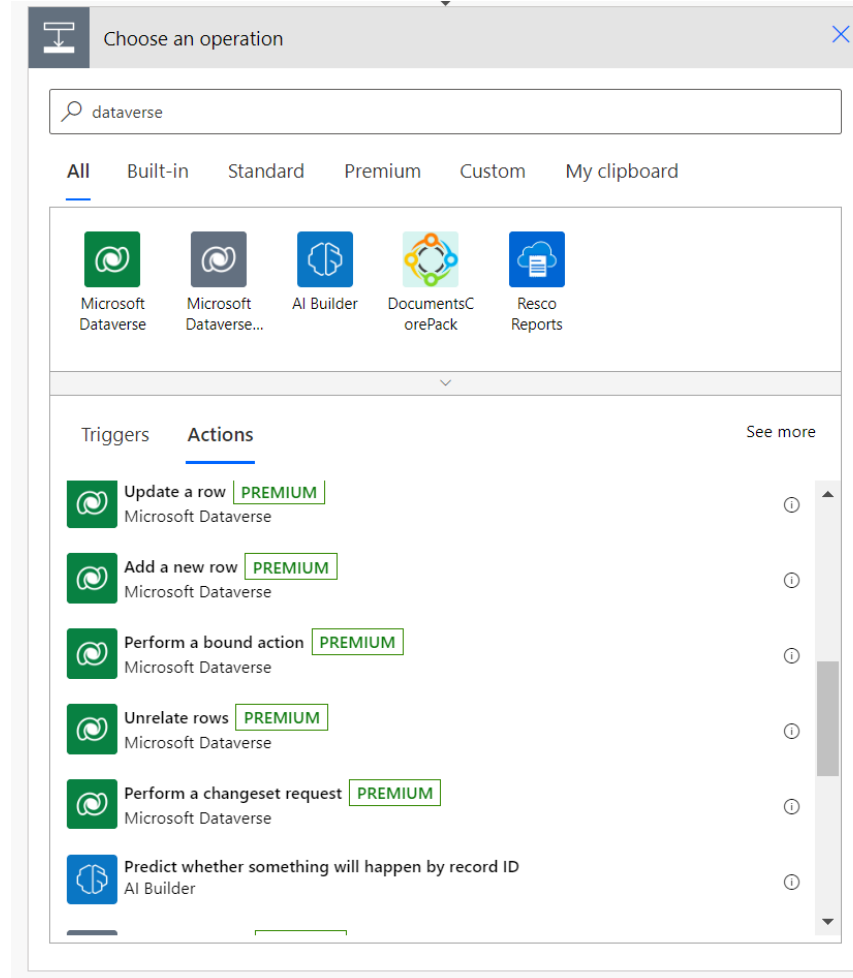 Choose an operation
dataverse
All Built-in Standard Premium Custom My clipboard
Microsoft
Dataverse
Microsoft
Dataverse...
AI Builder
DocumentsC
orePack
Resco
Reports
Triggers Actions See more
Update a row PREMIUM
Microsoft Dataverse
Add a new row PREMIUM
Microsoft Dataverse
Perform a bound action PREMIUM
Microsoft Dataverse
Unrelate rows PREMIUM
Microsoft Dataverse
Perform a changeset request PREMIUM
Microsoft Dataverse
Predict whether something will happen by record ID
AI Builder